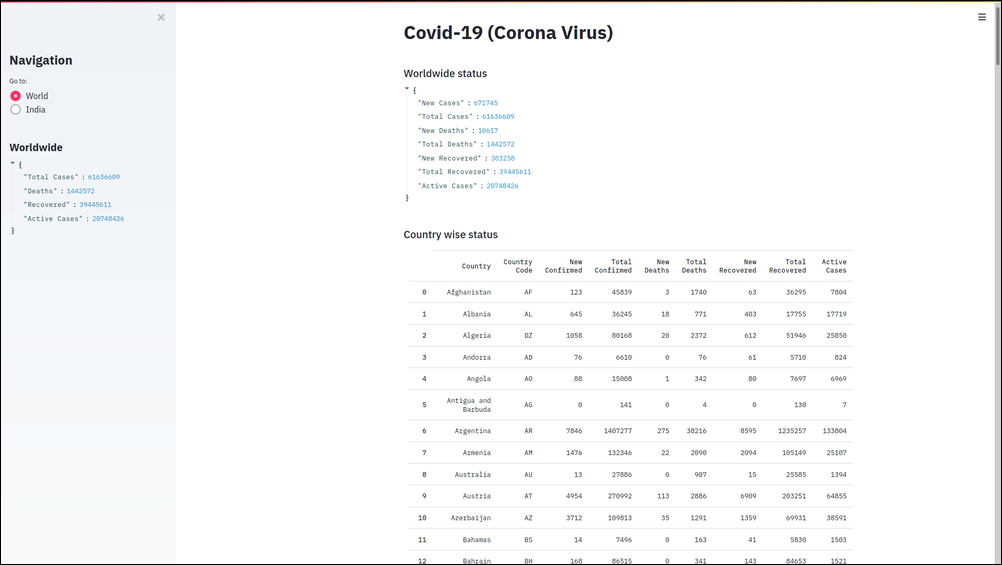 ×
Navigation
Go to:
World
India
Worldwide
{
"Total Cases" : 61636609
"Deaths" : 1442572
"Recovered" : 39445611
"Active Cases" : 20748426
}
Covid-19 (Corona Virus)
Worldwide status
{
"New Cases" : 671745
"Total Cases" : 61636609
"New Deaths" : 10617
"Total Deaths" : 1442572
"New Recovered" : 383258
"Total Recovered" : 39445611
"Active Cases" : 20748426
}
Country wise status
Country Country Code New Confirmed Total Confirmed New Deaths Total Deaths New Recovered Total Recovered Active Cases
0 Afghanistan AF 123 45839 3 1740 63 36295 7804
1 Albania AL 645 36245 18 771 403 17755 17719
2 Algeria DZ 1058 80168 20 2372 612 51946 25850
3 Andorra AD 76 6610 0 76 61 5710 824
4 Angola AO 88 15008 1 342 80 7697 6969
5 Antigua and Barbuda AG 0 141 0 4 0 130 7
6 Argentina AR 7846 1407277 275 38216 8595 1235257 133804
7 Armenia AM 1476 132346 22 2090 2094 105149 25107
8 Australia AU 13 27886 0 907 15 25585 1394
9 Austria AT 4954 270992 113 2886 6909 203251 64855
10 Azerbaijan AZ 3712 109813 35 1291 1359 69931 38591
11 Bahamas BS 14 7496 0 163 41 5830 1503
12 Bahrain BH 168 86515 0 341 143 84653 1521